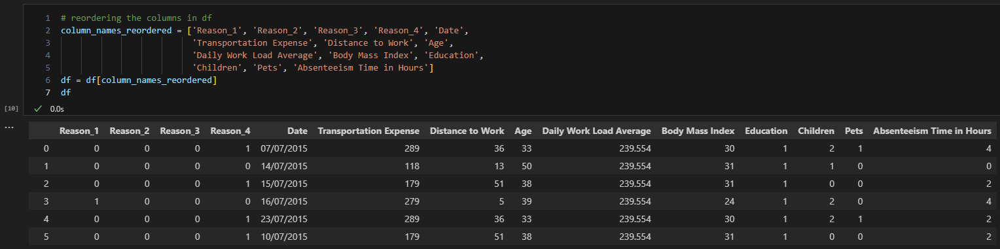 1 # reordering the columns in df
2 column_names_reordered = ['Reason_1', 'Reason_2', 'Reason_3', 'Reason_4', 'Date',
3 'Transportation Expense', 'Distance to Work', 'Age',
4 'Daily Work Load Average', 'Body Mass Index', 'Education',
5 'Children', 'Pets', 'Absenteeism Time in Hours']
6 df = df[column_names_reordered]
7 df
[10] ✓ 0.0s
...
Reason_1 Reason_2 Reason_3 Reason_4 Date Transportation Expense Distance to Work Age Daily Work Load Average Body Mass Index Education Children Pets Absenteeism Time in Hours
0 0 0 0 1 07/07/2015 289 36 33 239.554 30 1 2 1 4
1 0 0 0 0 14/07/2015 118 13 50 239.554 31 1 1 0 0
2 0 0 0 1 15/07/2015 179 51 38 239.554 31 1 0 0 2
3 1 0 0 0 16/07/2015 279 5 39 239.554 24 1 2 0 4
4 0 0 0 1 23/07/2015 289 36 33 239.554 30 1 2 1 2
5 0 0 0 1 10/07/2015 179 51 38 239.554 31 1 0 0 2